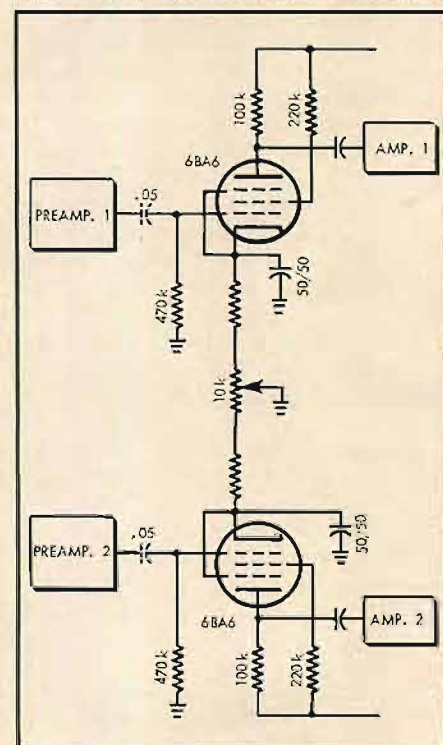 100 k
220 k
6BA6
PREAMP. 1
.05
AMP. 1
470 k
50/50
10 k
PREAMP. 2
.05
50/50
470 k
6BA6
AMP. 2
100 k
220 k